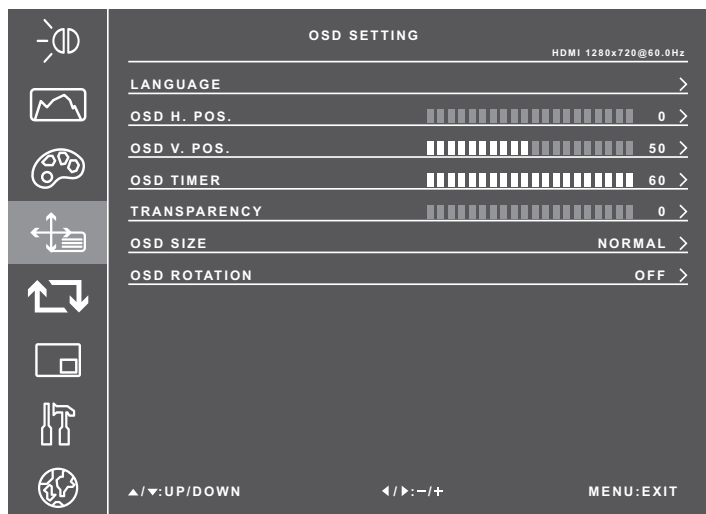 OSD SETTING
HDMI 1280x720@60.0Hz
LANGUAGE
OSD H. POS. 0
OSD V. POS. 50
OSD TIMER 60
TRANSPARENCY 0
OSD SIZE NORMAL
OSD ROTATION OFF
▲/▼:UP/DOWN ◀/▶:−/+ MENU:EXIT